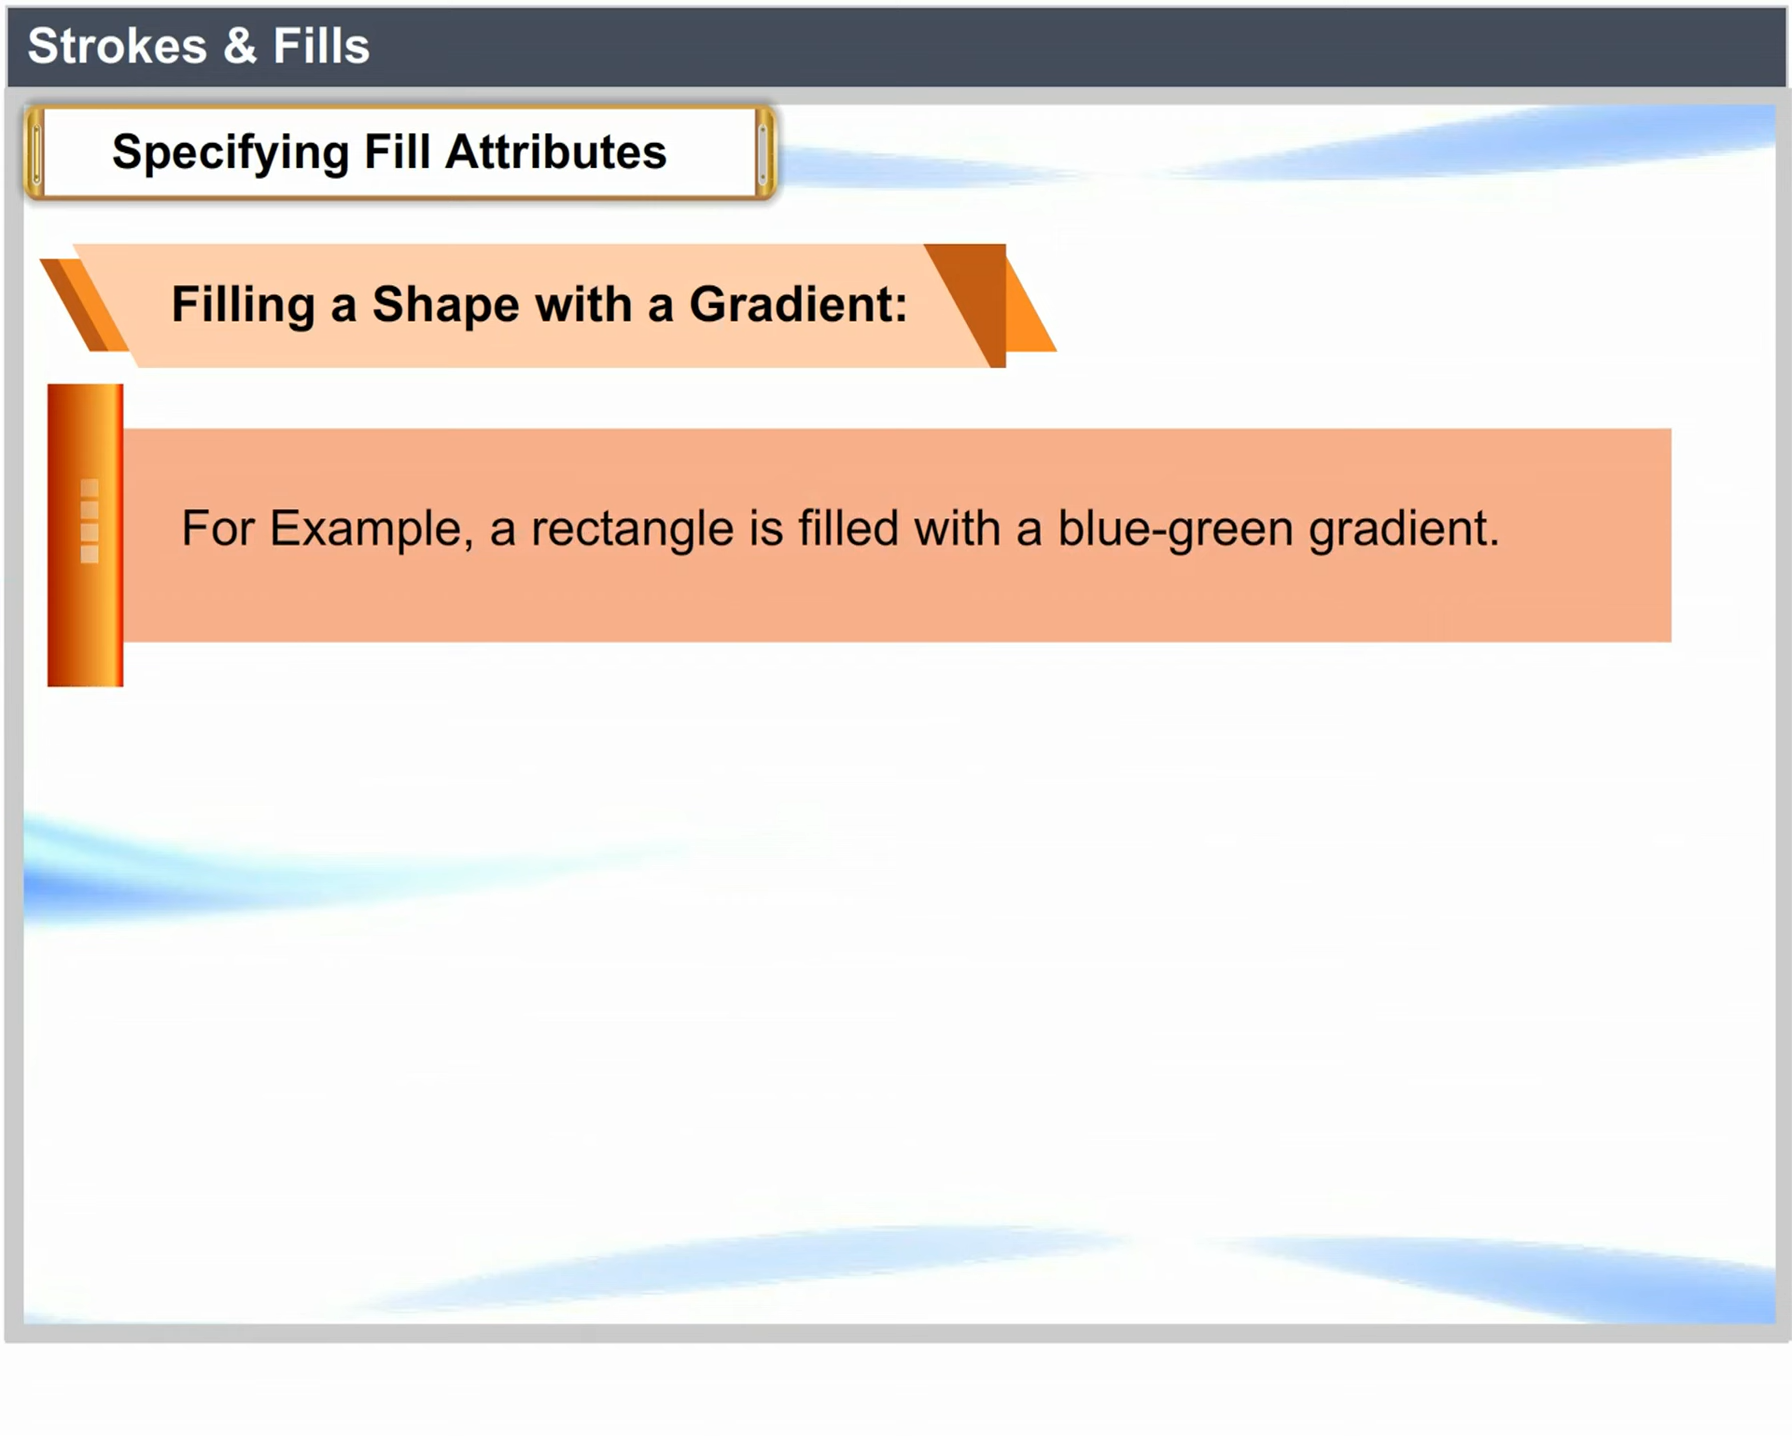 Strokes & Fills
Specifying Fill Attributes
Filling a Shape with a Gradient:
For Example, a rectangle is filled with a blue-green gradient.